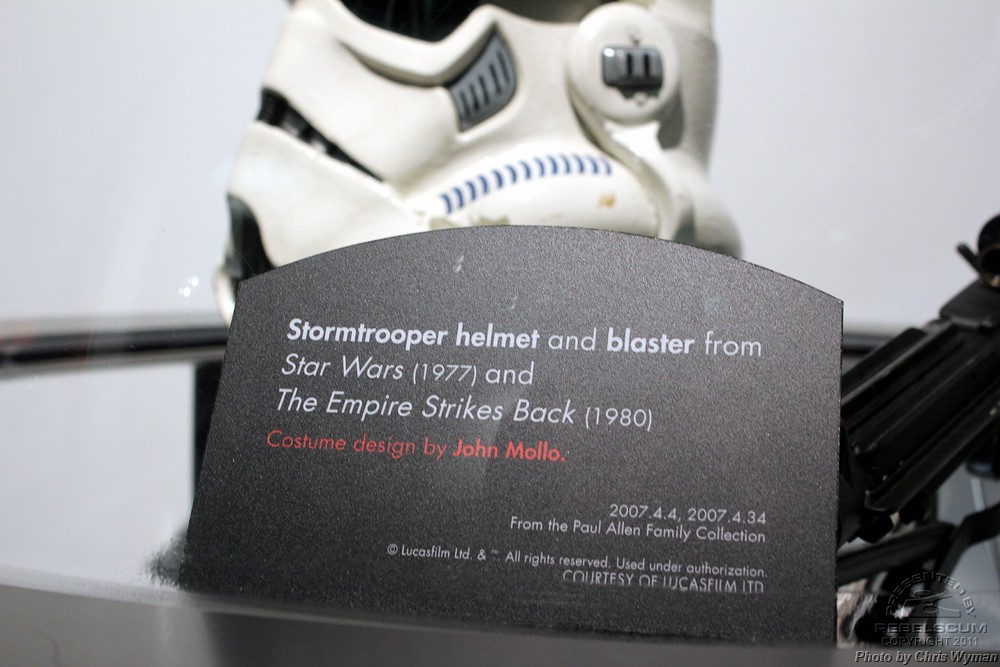 Stormtrooper helmet and blaster from
Star Wars (1977) and
The Empire Strikes Back (1980)
Costume design by John Mollo.
2007.4.4, 2007.4.34
From the Paul Allen Family Collection
© Lucasfilm Ltd. & ™. All rights reserved. Used under authorization.
COURTESY OF LUCASFILM LTD
PRESENTED BY
REBELSCUM
COPYRIGHT 2011
Photo by Chris Wyman